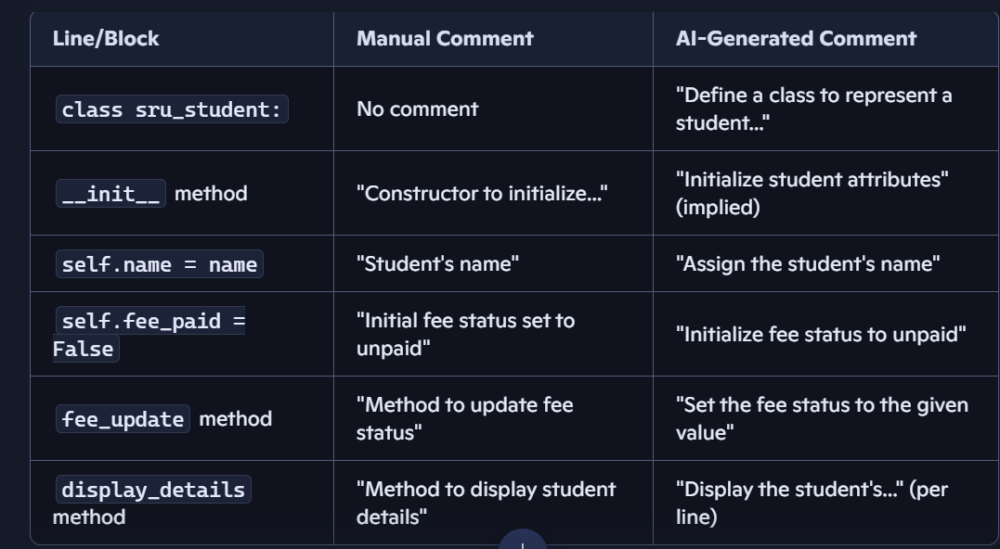 Line/Block Manual Comment AI-Generated Comment
class sru_student: No comment "Define a class to represent a
student..."
__init__ method "Constructor to initialize..." "Initialize student attributes"
(implied)
self.name = name "Student's name" "Assign the student's name"
self.fee_paid =
False "Initial fee status set to
unpaid" "Initialize fee status to unpaid"
fee_update method "Method to update fee
status" "Set the fee status to the given
value"
display_details
method "Method to display student
details" "Display the student's..." (per
line)